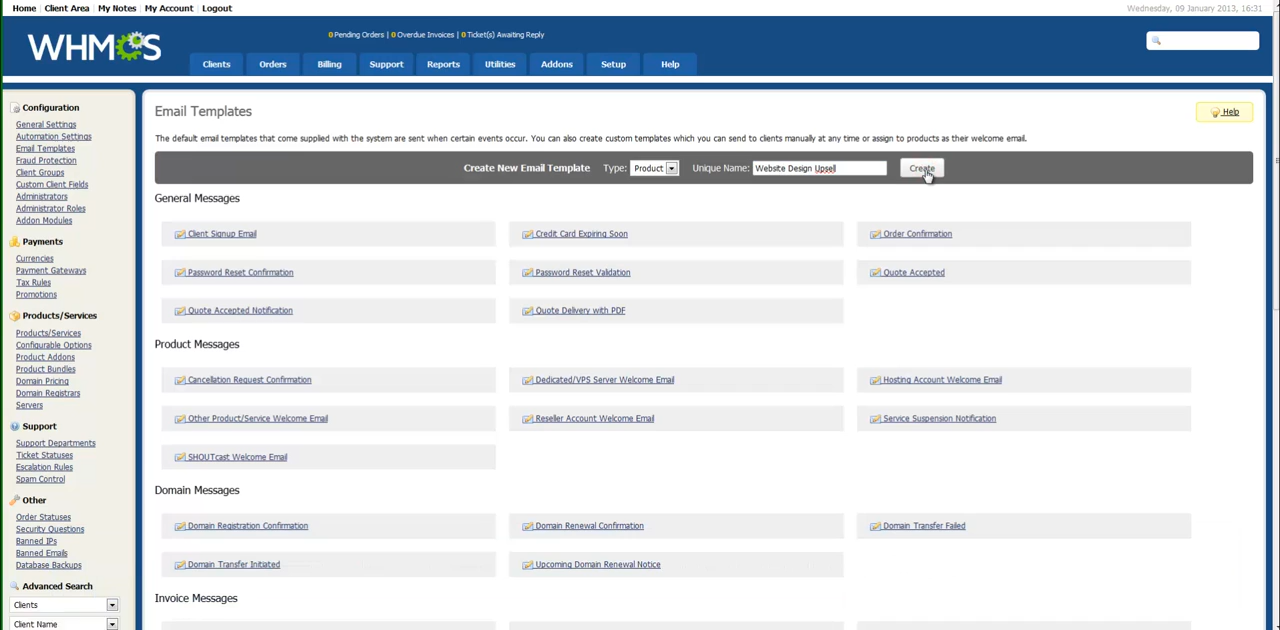 Home | Client Area | My Notes | My Account | Logout
Wednesday, 09 January 2013, 16:31
WHMCS
0 Pending Orders | 0 Overdue Invoices | 0 Ticket(s) Awaiting Reply
Clients Orders Billing Support Reports Utilities Addons Setup Help
Configuration
General Settings
Automation Settings
Email Templates
Fraud Protection
Client Groups
Custom Client Fields
Administrators
Administrator Roles
Addon Modules
Payments
Currencies
Payment Gateways
Tax Rules
Promotions
Products/Services
Products/Services
Configurable Options
Product Addons
Product Bundles
Domain Pricing
Domain Registrars
Servers
Support
Support Departments
Ticket Statuses
Escalation Rules
Spam Control
Other
Order Statuses
Security Questions
Banned IPs
Banned Emails
Database Backups
Advanced Search
Clients
Client Name
Email Templates
Help
The default email templates that come supplied with the system are sent when certain events occur. You can also create custom templates which you can send to clients manually at any time or assign to products as their welcome email.
Create New Email Template Type: Product Unique Name: Website Design Upsell Create
General Messages
Client Signup Email Credit Card Expiring Soon Order Confirmation
Password Reset Confirmation Password Reset Validation Quote Accepted
Quote Accepted Notification Quote Delivery with PDF
Product Messages
Cancellation Request Confirmation Dedicated/VPS Server Welcome Email Hosting Account Welcome Email
Other Product/Service Welcome Email Reseller Account Welcome Email Service Suspension Notification
SHOUTcast Welcome Email
Domain Messages
Domain Registration Confirmation Domain Renewal Confirmation Domain Transfer Failed
Domain Transfer Initiated Upcoming Domain Renewal Notice
Invoice Messages